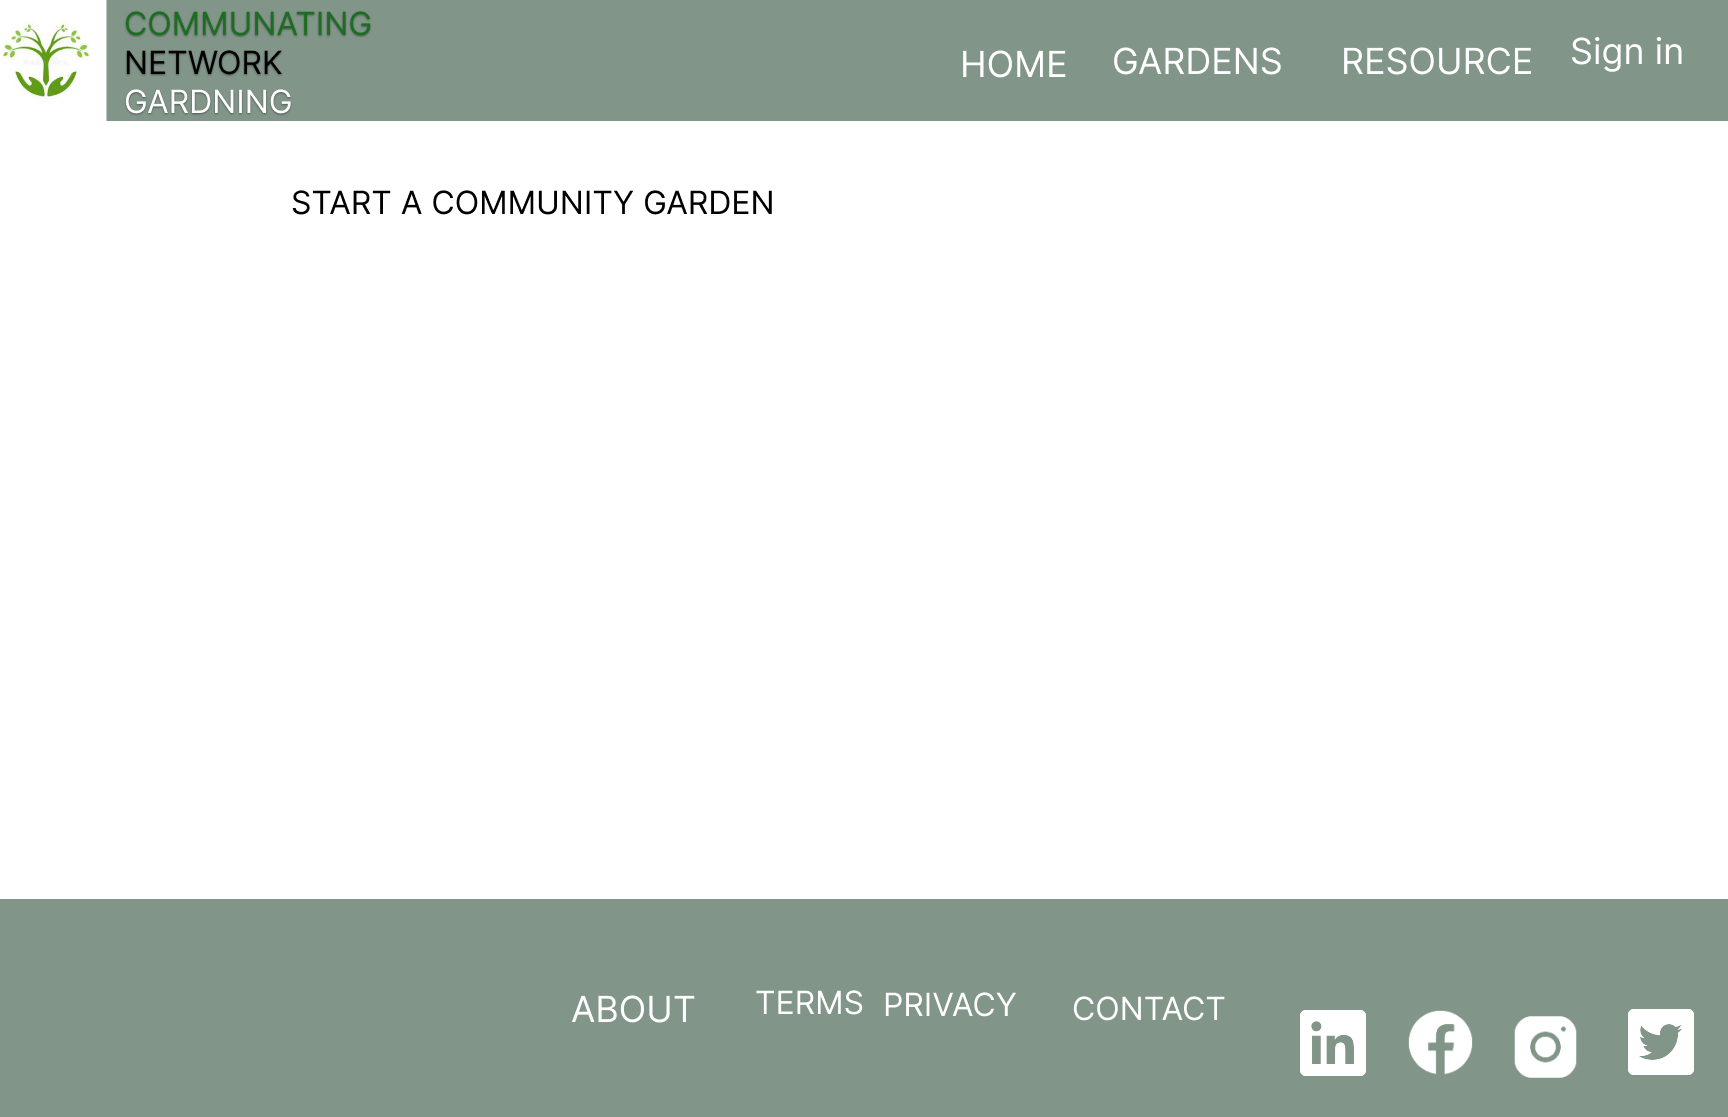 COMMUNATING
NETWORK
GARDNING
HOME GARDENS RESOURCE Sign in
START A COMMUNITY GARDEN
ABOUT TERMS PRIVACY CONTACT
in